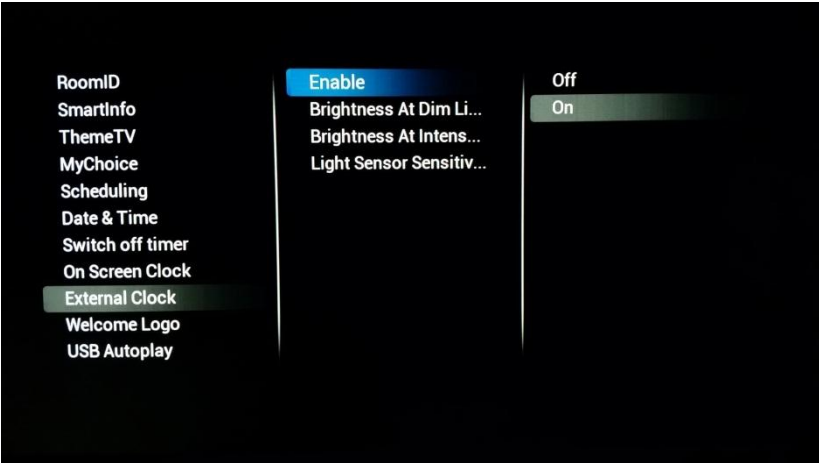 RoomID
SmartInfo
ThemeTV
MyChoice
Scheduling
Date & Time
Switch off timer
On Screen Clock
External Clock
Welcome Logo
USB Autoplay
Enable
Brightness At Dim Li...
Brightness At Intens...
Light Sensor Sensitiv...
Off
On